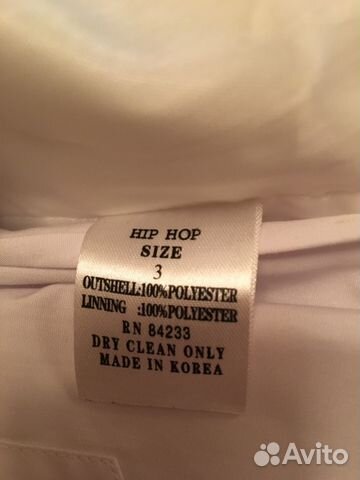 HIP HOP
SIZE
3
OUTSHELL:100%POLYESTER
LINNING :100%POLYESTER
RN 84233
DRY CLEAN ONLY
MADE IN KOREA
Avito